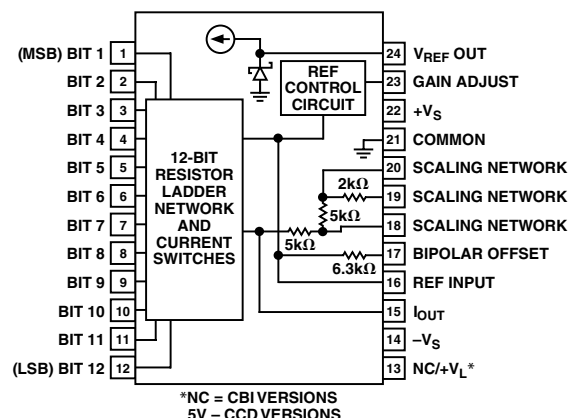 (MSB) BIT 1 1
BIT 2 2
BIT 3 3
BIT 4 4
BIT 5 5
BIT 6 6
BIT 7 7
BIT 8 8
BIT 9 9
BIT 10 10
BIT 11 11
(LSB) BIT 12 12
12-BIT
RESISTOR
LADDER
NETWORK
AND
CURRENT
SWITCHES
REF
CONTROL
CIRCUIT
2kΩ
5kΩ
5kΩ
6.3kΩ
24 VREF OUT
23 GAIN ADJUST
22 +VS
21 COMMON
20 SCALING NETWORK
19 SCALING NETWORK
18 SCALING NETWORK
17 BIPOLAR OFFSET
16 REF INPUT
15 IOUT
14 –VS
13 NC/+VL*
*NC = CBI VERSIONS
5V – CCD VERSIONS